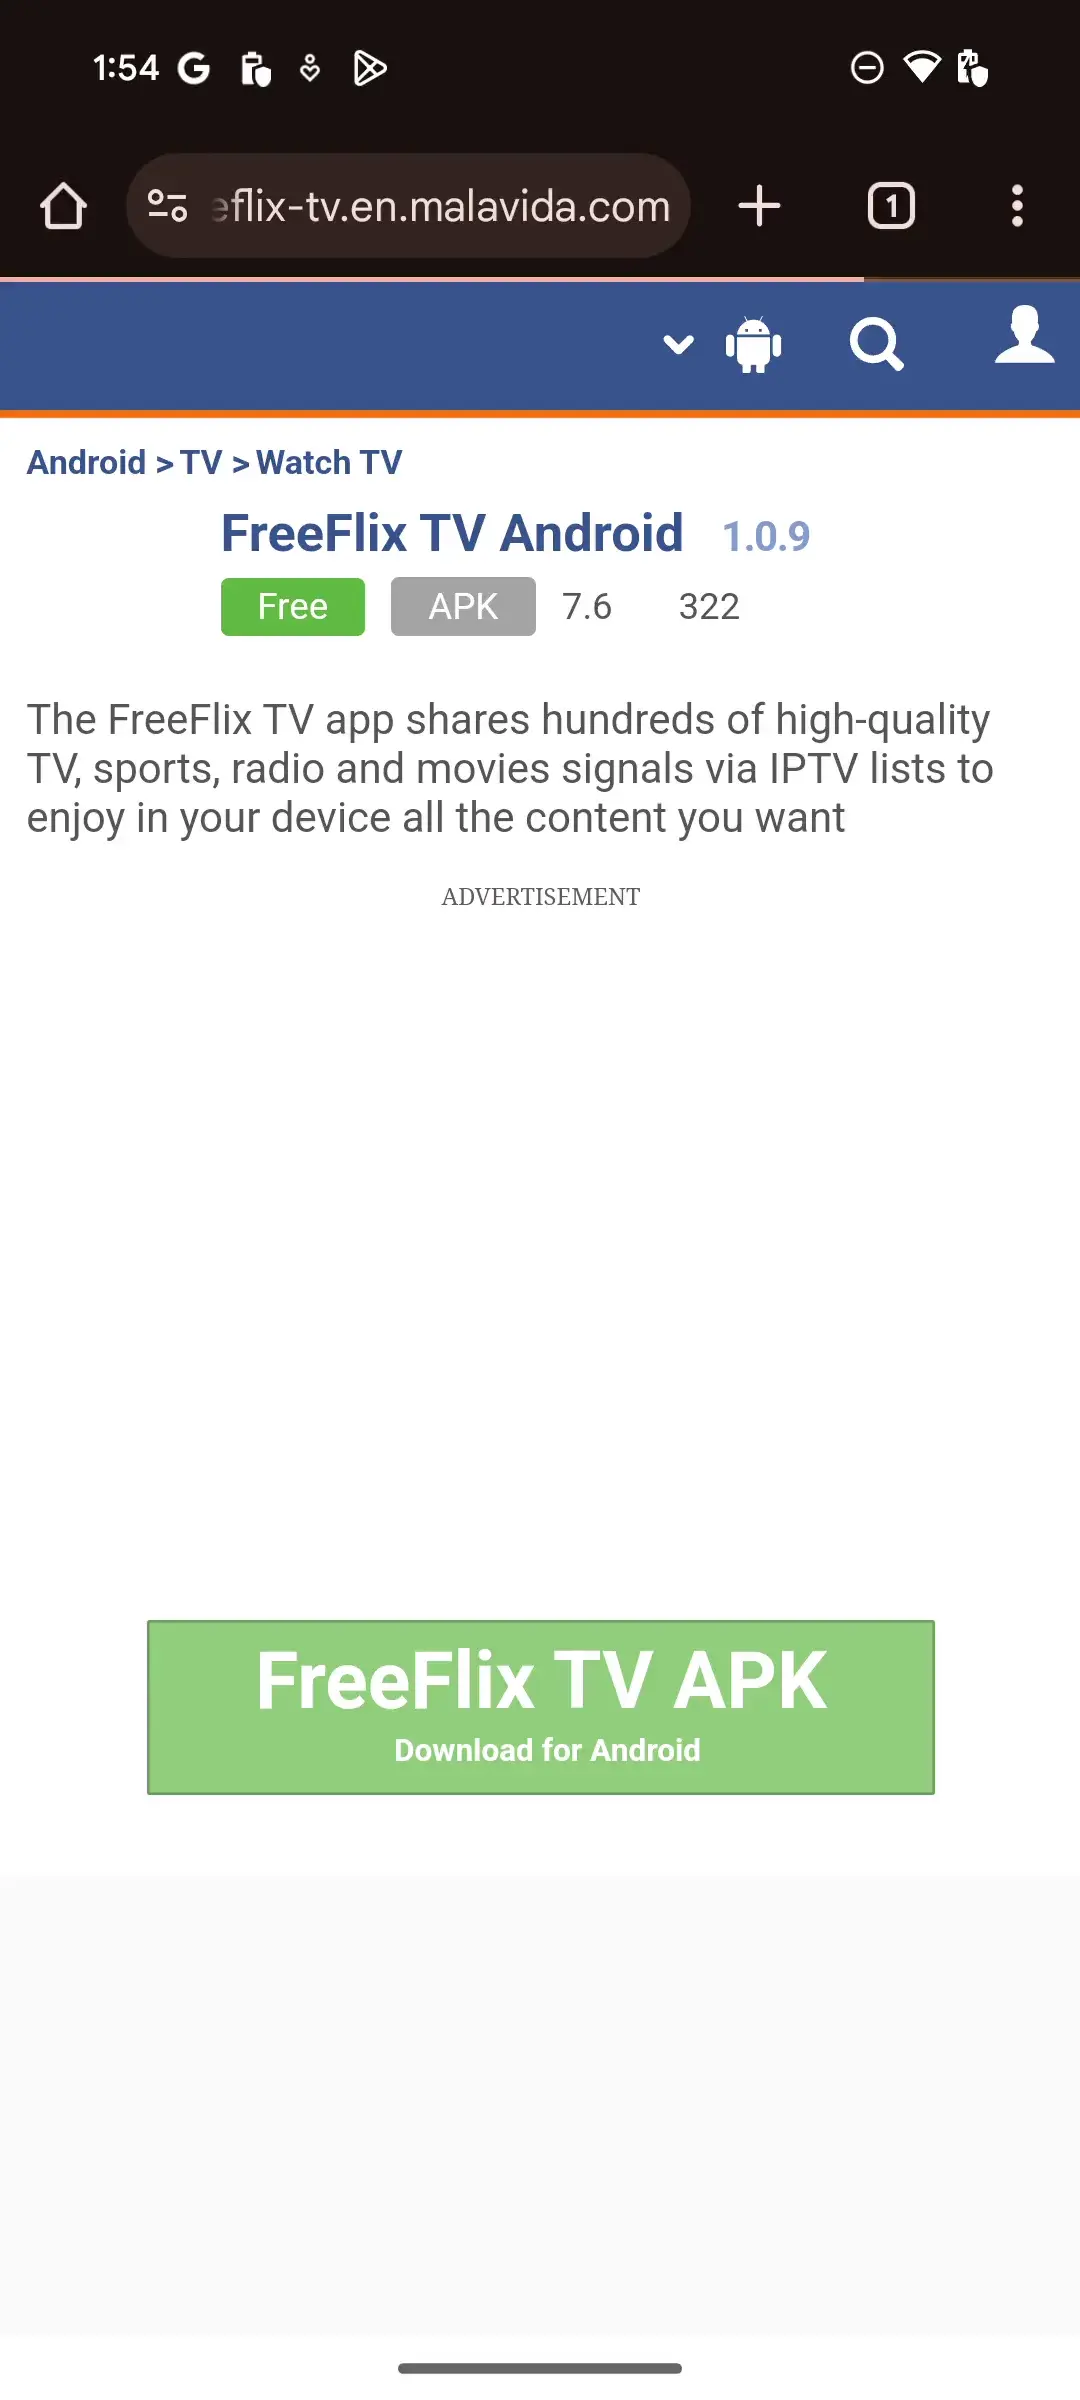 1:54
eflix-tv.en.malavida.com
1
Android > TV > Watch TV
FreeFlix TV Android 1.0.9
Free APK 7.6 322
The FreeFlix TV app shares hundreds of high-quality
TV, sports, radio and movies signals via IPTV lists to
enjoy in your device all the content you want
ADVERTISEMENT
FreeFlix TV APK
Download for Android